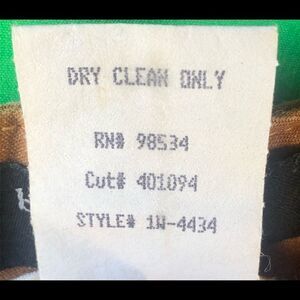 DRY CLEAN ONLY
RN# 98534
Cut# 401094
STYLE# 1W-4434